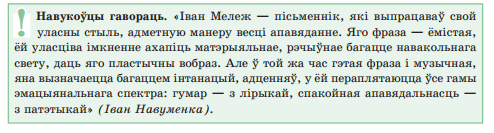 ! Навукоўцы гавораць. «Іван Мележ — пісьменнік, які выпрацаваў свой
уласны стыль, адметную манеру весці апавяданне. Яго фраза — ёмістая,
ёй уласціва імкненне ахапіць матэрыяльнае, рэчыўнае багацце навакольнага
свету, даць яго пластычны вобраз. Але ў той жа час гэтая фраза і музычная,
яна вызначаецца багаццем інтанацый, адценняў, у ёй пераплятаюцца ўсе гамы
эмацыянальнага спектра: гумар — з лірыкай, спакойная апавядальнасць —
з патэтыкай» (Іван Навуменка).